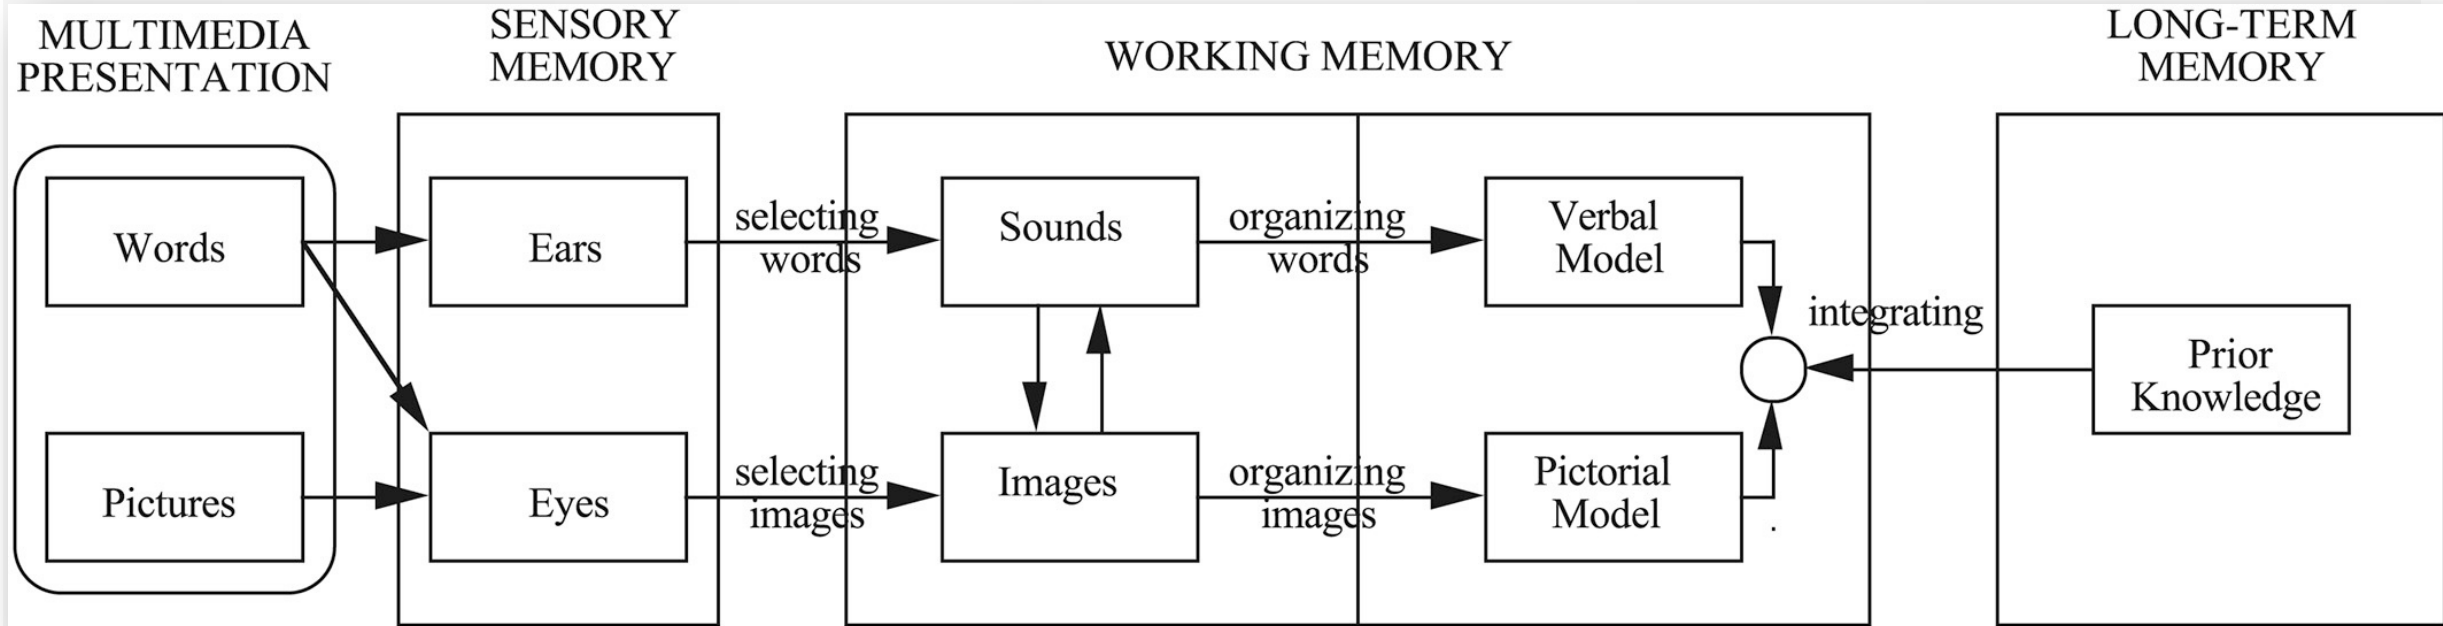 MULTIMEDIA
PRESENTATION
SENSORY
MEMORY
WORKING MEMORY
LONG-TERM
MEMORY
Words
Ears
selecting
words
Sounds
organizing
words
Verbal
Model
integrating
Prior
Knowledge
Pictures
Eyes
selecting
images
Images
organizing
images
Pictorial
Model